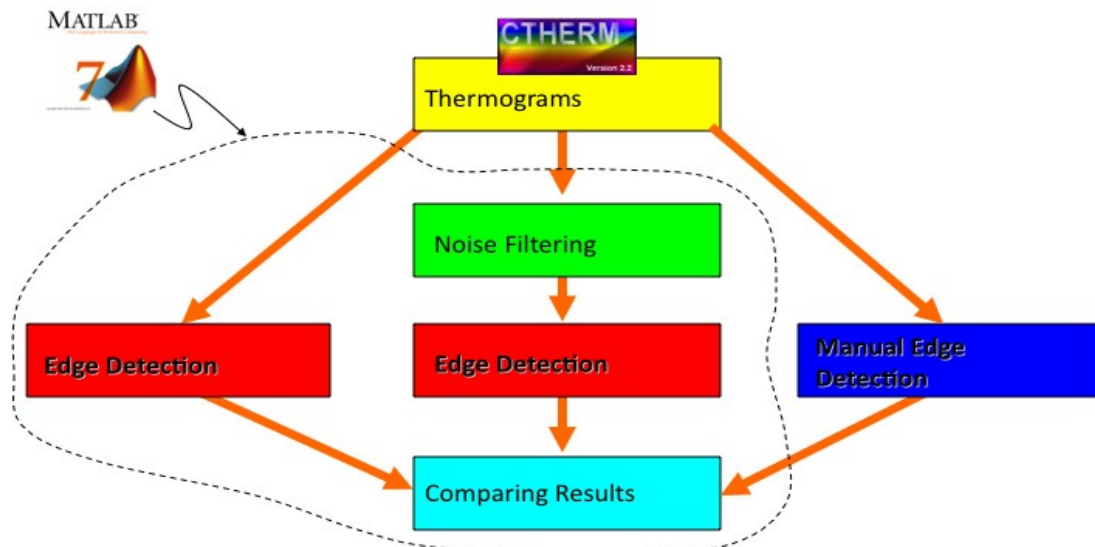 MATLAB
7
CTHERM
Version 2.2
Thermograms
Noise Filtering
Edge Detection
Edge Detection
Manual Edge
Detection
Comparing Results